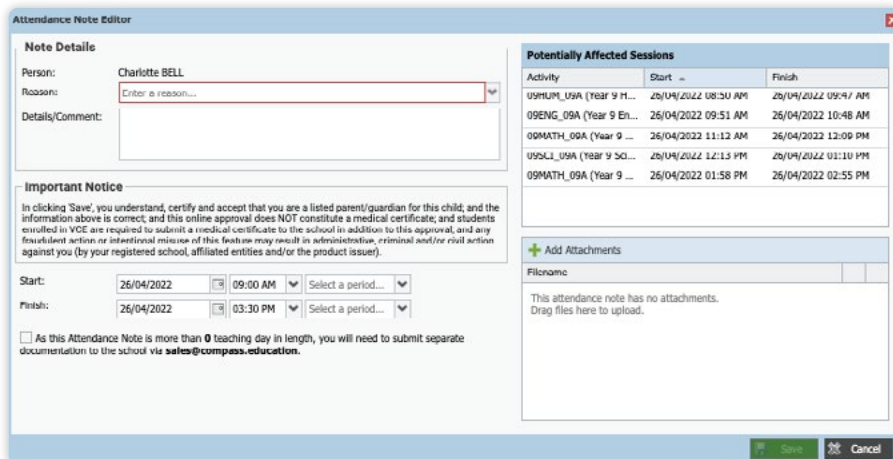 Attendance Note Editor
Note Details
Person: Charlotte BELL
Reason: Enter a reason...
Details/Comment:
Important Notice
In clicking 'Save', you understand, certify and accept that you are a listed parent/guardian for this child; and the
information above is correct; and this online approval does NOT constitute a medical certificate; and students
enrolled in VCE are required to submit a medical certificate to the school in addition to this approval, and any
fraudulent action or intentional misuse of this feature may result in administrative, criminal and/or civil action
against you (by your registered school, affiliated entities and/or the product issuer).
Start: 26/04/2022 09:00 AM Select a period...
Finish: 26/04/2022 03:30 PM Select a period...
As this Attendance Note is more than 0 teaching day in length, you will need to submit separate
documentation to the school via sales@compass.education.
Potentially Affected Sessions
Activity Start Finish
09HUM_09A (Year 9 H... 26/04/2022 08:50 AM 26/04/2022 09:47 AM
09ENG_09A (Year 9 En... 26/04/2022 09:51 AM 26/04/2022 10:48 AM
09MATH_09A (Year 9 ... 26/04/2022 11:12 AM 26/04/2022 12:09 PM
09SCI_09A (Year 9 Sci... 26/04/2022 12:13 PM 26/04/2022 01:10 PM
09MATH_09A (Year 9 ... 26/04/2022 01:58 PM 26/04/2022 02:55 PM
Add Attachments
Filename
This attendance note has no attachments.
Drag files here to upload.
Save Cancel